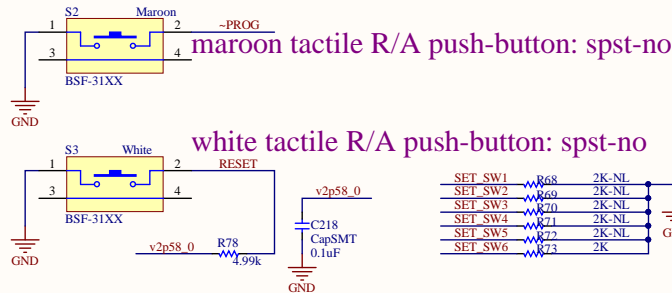 S2 Maroon
1 2 ~PROG
maroon tactile R/A push-button: spst-no
3 4
BSF-31XX
GND
white tactile R/A push-button: spst-no
S3 White
1 2 RESET
3 4
BSF-31XX
v2p58_0 R78
4.99k
GND
v2p58_0
C218
CapSMT
0.1uF
GND
SET_SW1 R68 2K-NL
SET_SW2 R69 2K-NL
SET_SW3 R70 2K-NL
SET_SW4 R71 2K-NL
SET_SW5 R72 2K-NL
SET_SW6 R73 2K